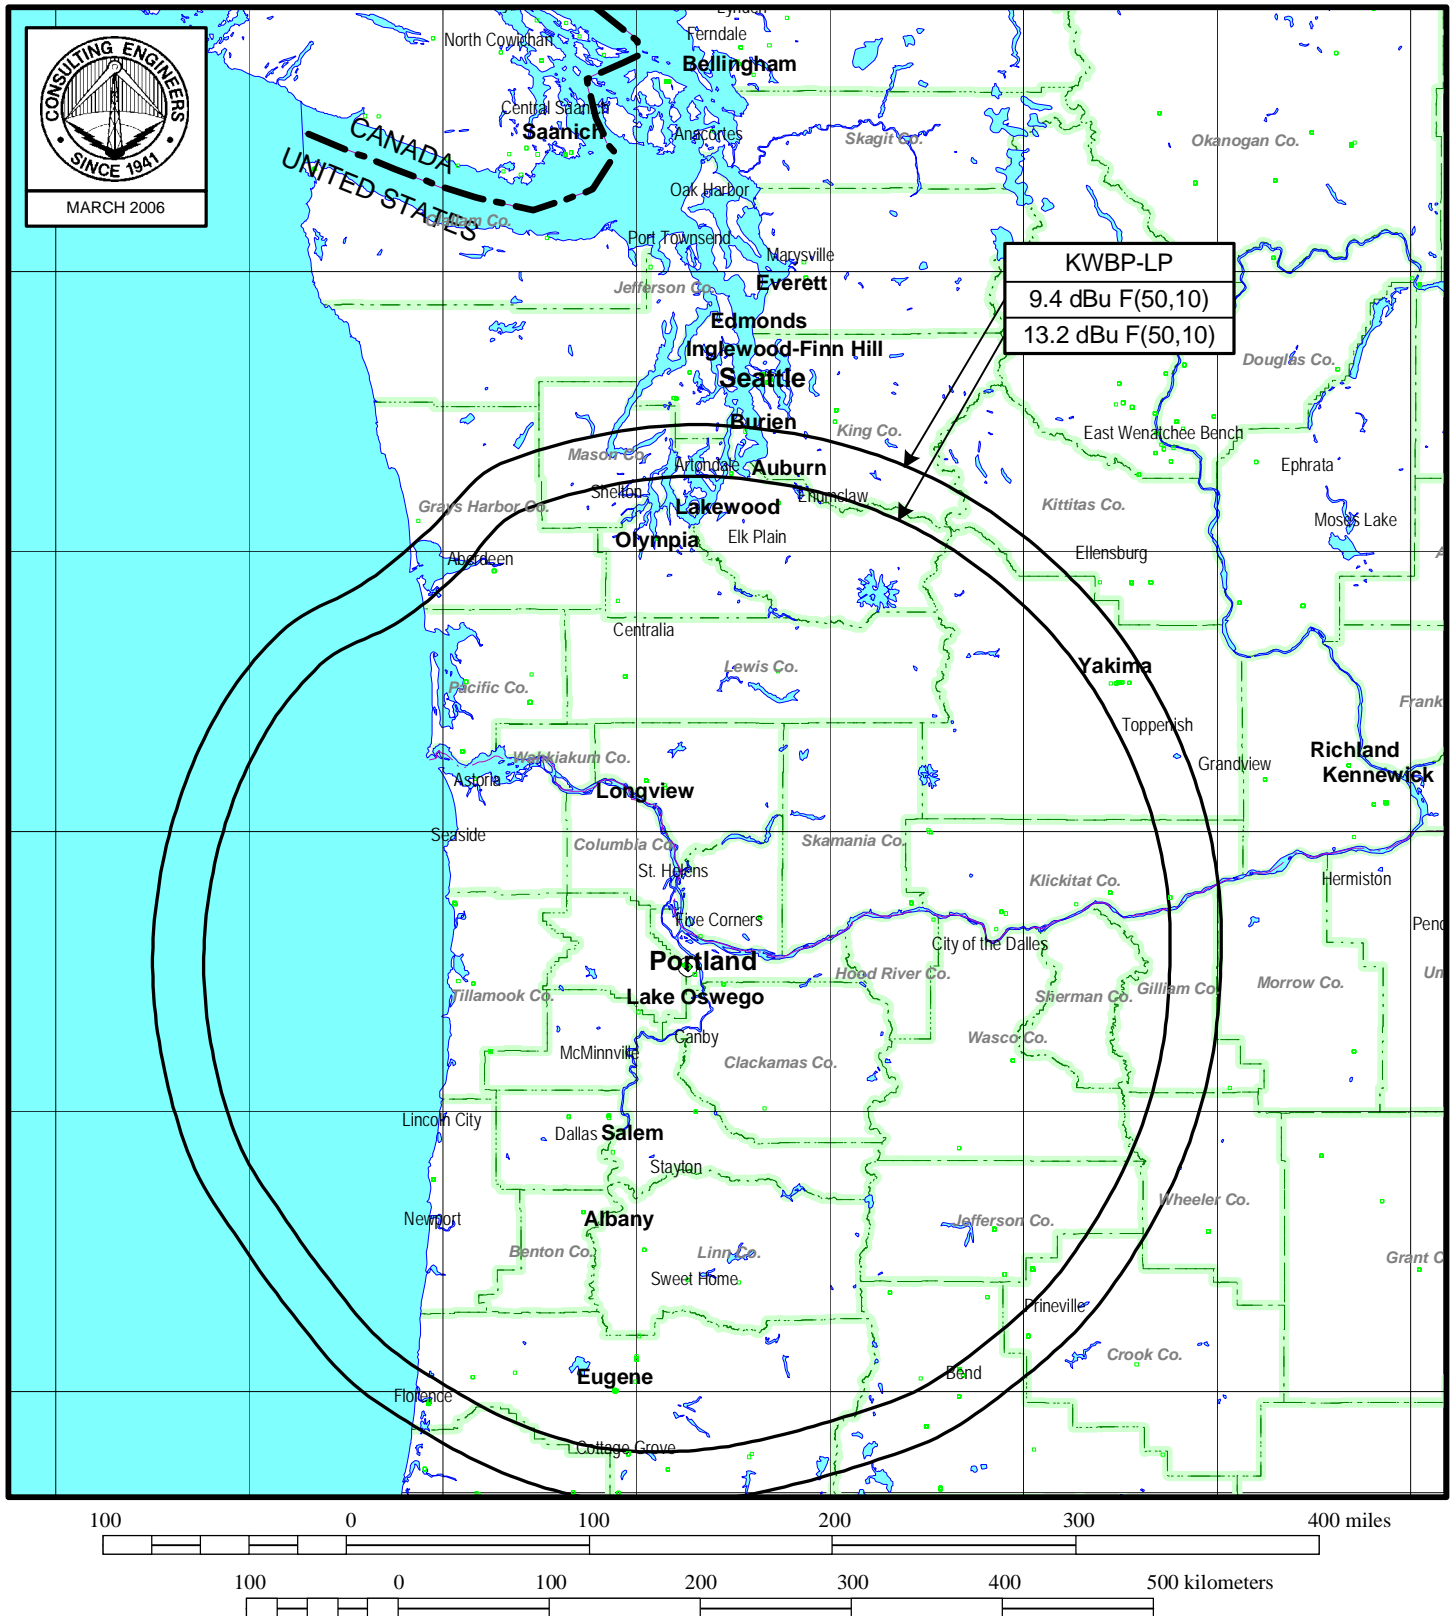 Lynden
North Cowichan
Ferndale
Bellingham
CONSULTING ENGINEERS
SINCE 1941
MARCH 2006
Central Saanich
Saanich
CANADA
UNITED STATES
Anacortes
Skagit Co.
Okanogan Co.
Oak Harbor
Clallam Co.
Port Townsend
Marysville
KWBP-LP
9.4 dBu F(50,10)
13.2 dBu F(50,10)
Jefferson Co.
Everett
Edmonds
Inglewood-Finn Hill
Seattle
Douglas Co.
Burien
King Co.
East Wenatchee Bench
Mason Co.
Artondale
Auburn
Ephrata
Shelton
Enumclaw
Grays Harbor Co.
Lakewood
Kittitas Co.
Moses Lake
Olympia
Elk Plain
Aberdeen
Ellensburg
A
Centralia
Lewis Co.
Yakima
Pacific Co.
Frank
Toppenish
Wahkiakum Co.
Richland
Grandview
Kennewick
Astoria
Longview
Seaside
Columbia Co.
Skamania Co.
St. Helens
Klickitat Co.
Hermiston
Five Corners
Pend
City of the Dalles
Portland
Hood River Co.
Um
Tillamook Co.
Lake Oswego
Sherman Co.
Gilliam Co.
Morrow Co.
Canby
Wasco Co.
McMinnville
Clackamas Co.
Lincoln City
Dallas
Salem
Stayton
Wheeler Co.
Newport
Albany
Jefferson Co.
Benton Co.
Linn Co.
Grant C
Sweet Home
Prineville
Crook Co.
Bend
Eugene
Florence
Cottage Grove
100 0 100 200 300 400 miles
100 0 100 200 300 400 500 kilometers